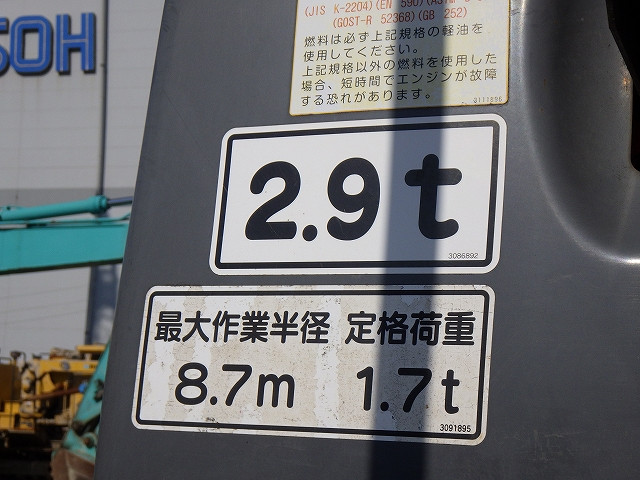 SOH
(JIS K-2204)(EN 590)
(GOST-R 52368)(GB 252)
燃料は必ず上記規格の軽油を
使用してください。
上記規格以外の燃料を使用した
場合、短時間でエンジンが故障
する恐れがあります。
8111896
2.9t
3086892
最大作業半径 定格荷重
8.7m 1.7t
3091895